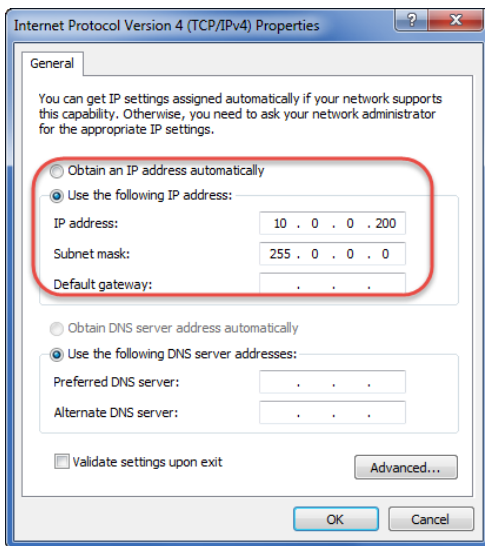 Internet Protocol Version 4 (TCP/IPv4) Properties
General
You can get IP settings assigned automatically if your network supports
this capability. Otherwise, you need to ask your network administrator
for the appropriate IP settings.
Obtain an IP address automatically
Use the following IP address:
IP address: 10 . 0 . 0 . 200
Subnet mask: 255 . 0 . 0 . 0
Default gateway: . . .
Obtain DNS server address automatically
Use the following DNS server addresses:
Preferred DNS server: . . .
Alternate DNS server: . . .
Validate settings upon exit
Advanced...
OK Cancel